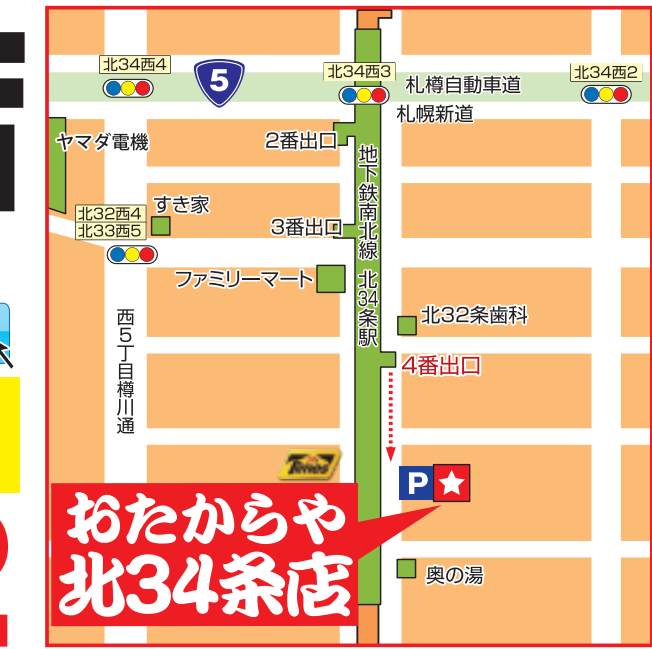 北34西4
5
北34西3
北34西2
札樽自動車道
札幌新道
ヤマダ電機
2番出口
地下鉄南北線 北34条駅
すき家
北32西4
北33西5
3番出口
ファミリーマート
北32条歯科
西5丁目樽川通
4番出口
Times
P
おたからや
北34条店
奥の湯